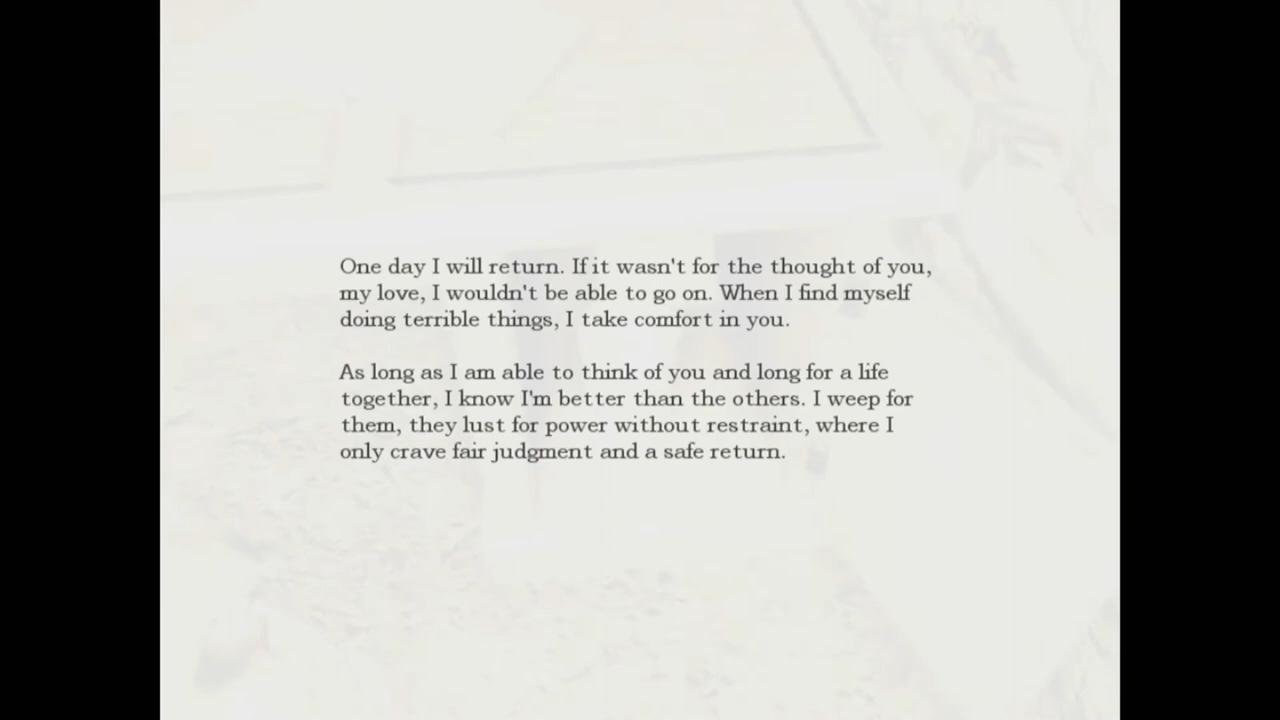 One day I will return. If it wasn't for the thought of you,
my love, I wouldn't be able to go on. When I find myself
doing terrible things, I take comfort in you.
As long as I am able to think of you and long for a life
together, I know I'm better than the others. I weep for
them, they lust for power without restraint, where I
only crave fair judgment and a safe return.